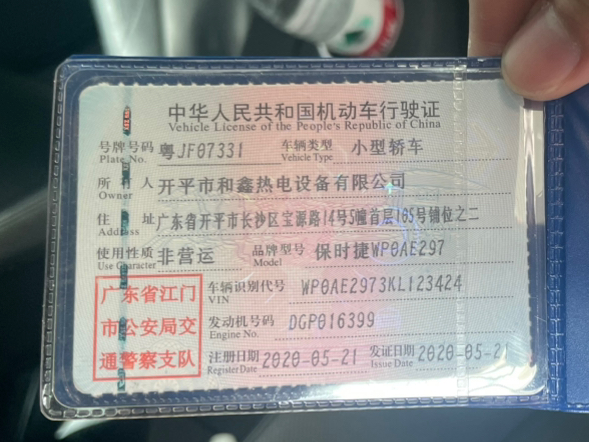 中华人民共和国机动车行驶证
Vehicle License of the People's Republic of China
号牌号码 粤JF07331 车辆类型 小型轿车
Plate No. Vehicle Type
所有人 开平市和鑫热电设备有限公司
Owner
住址 广东省开平市长沙区宝源路14号5幢首层105号铺位之二
Address
使用性质 非营运 品牌型号 保时捷WP0AE297
Use Character Model
广东省江门
市公安局交
通警察支队
车辆识别代号 WP0AE2973KL123424
VIN
发动机号码 DGP016399
Engine No.
注册日期 2020-05-21 发证日期 2020-05-21
Register Date Issue Date